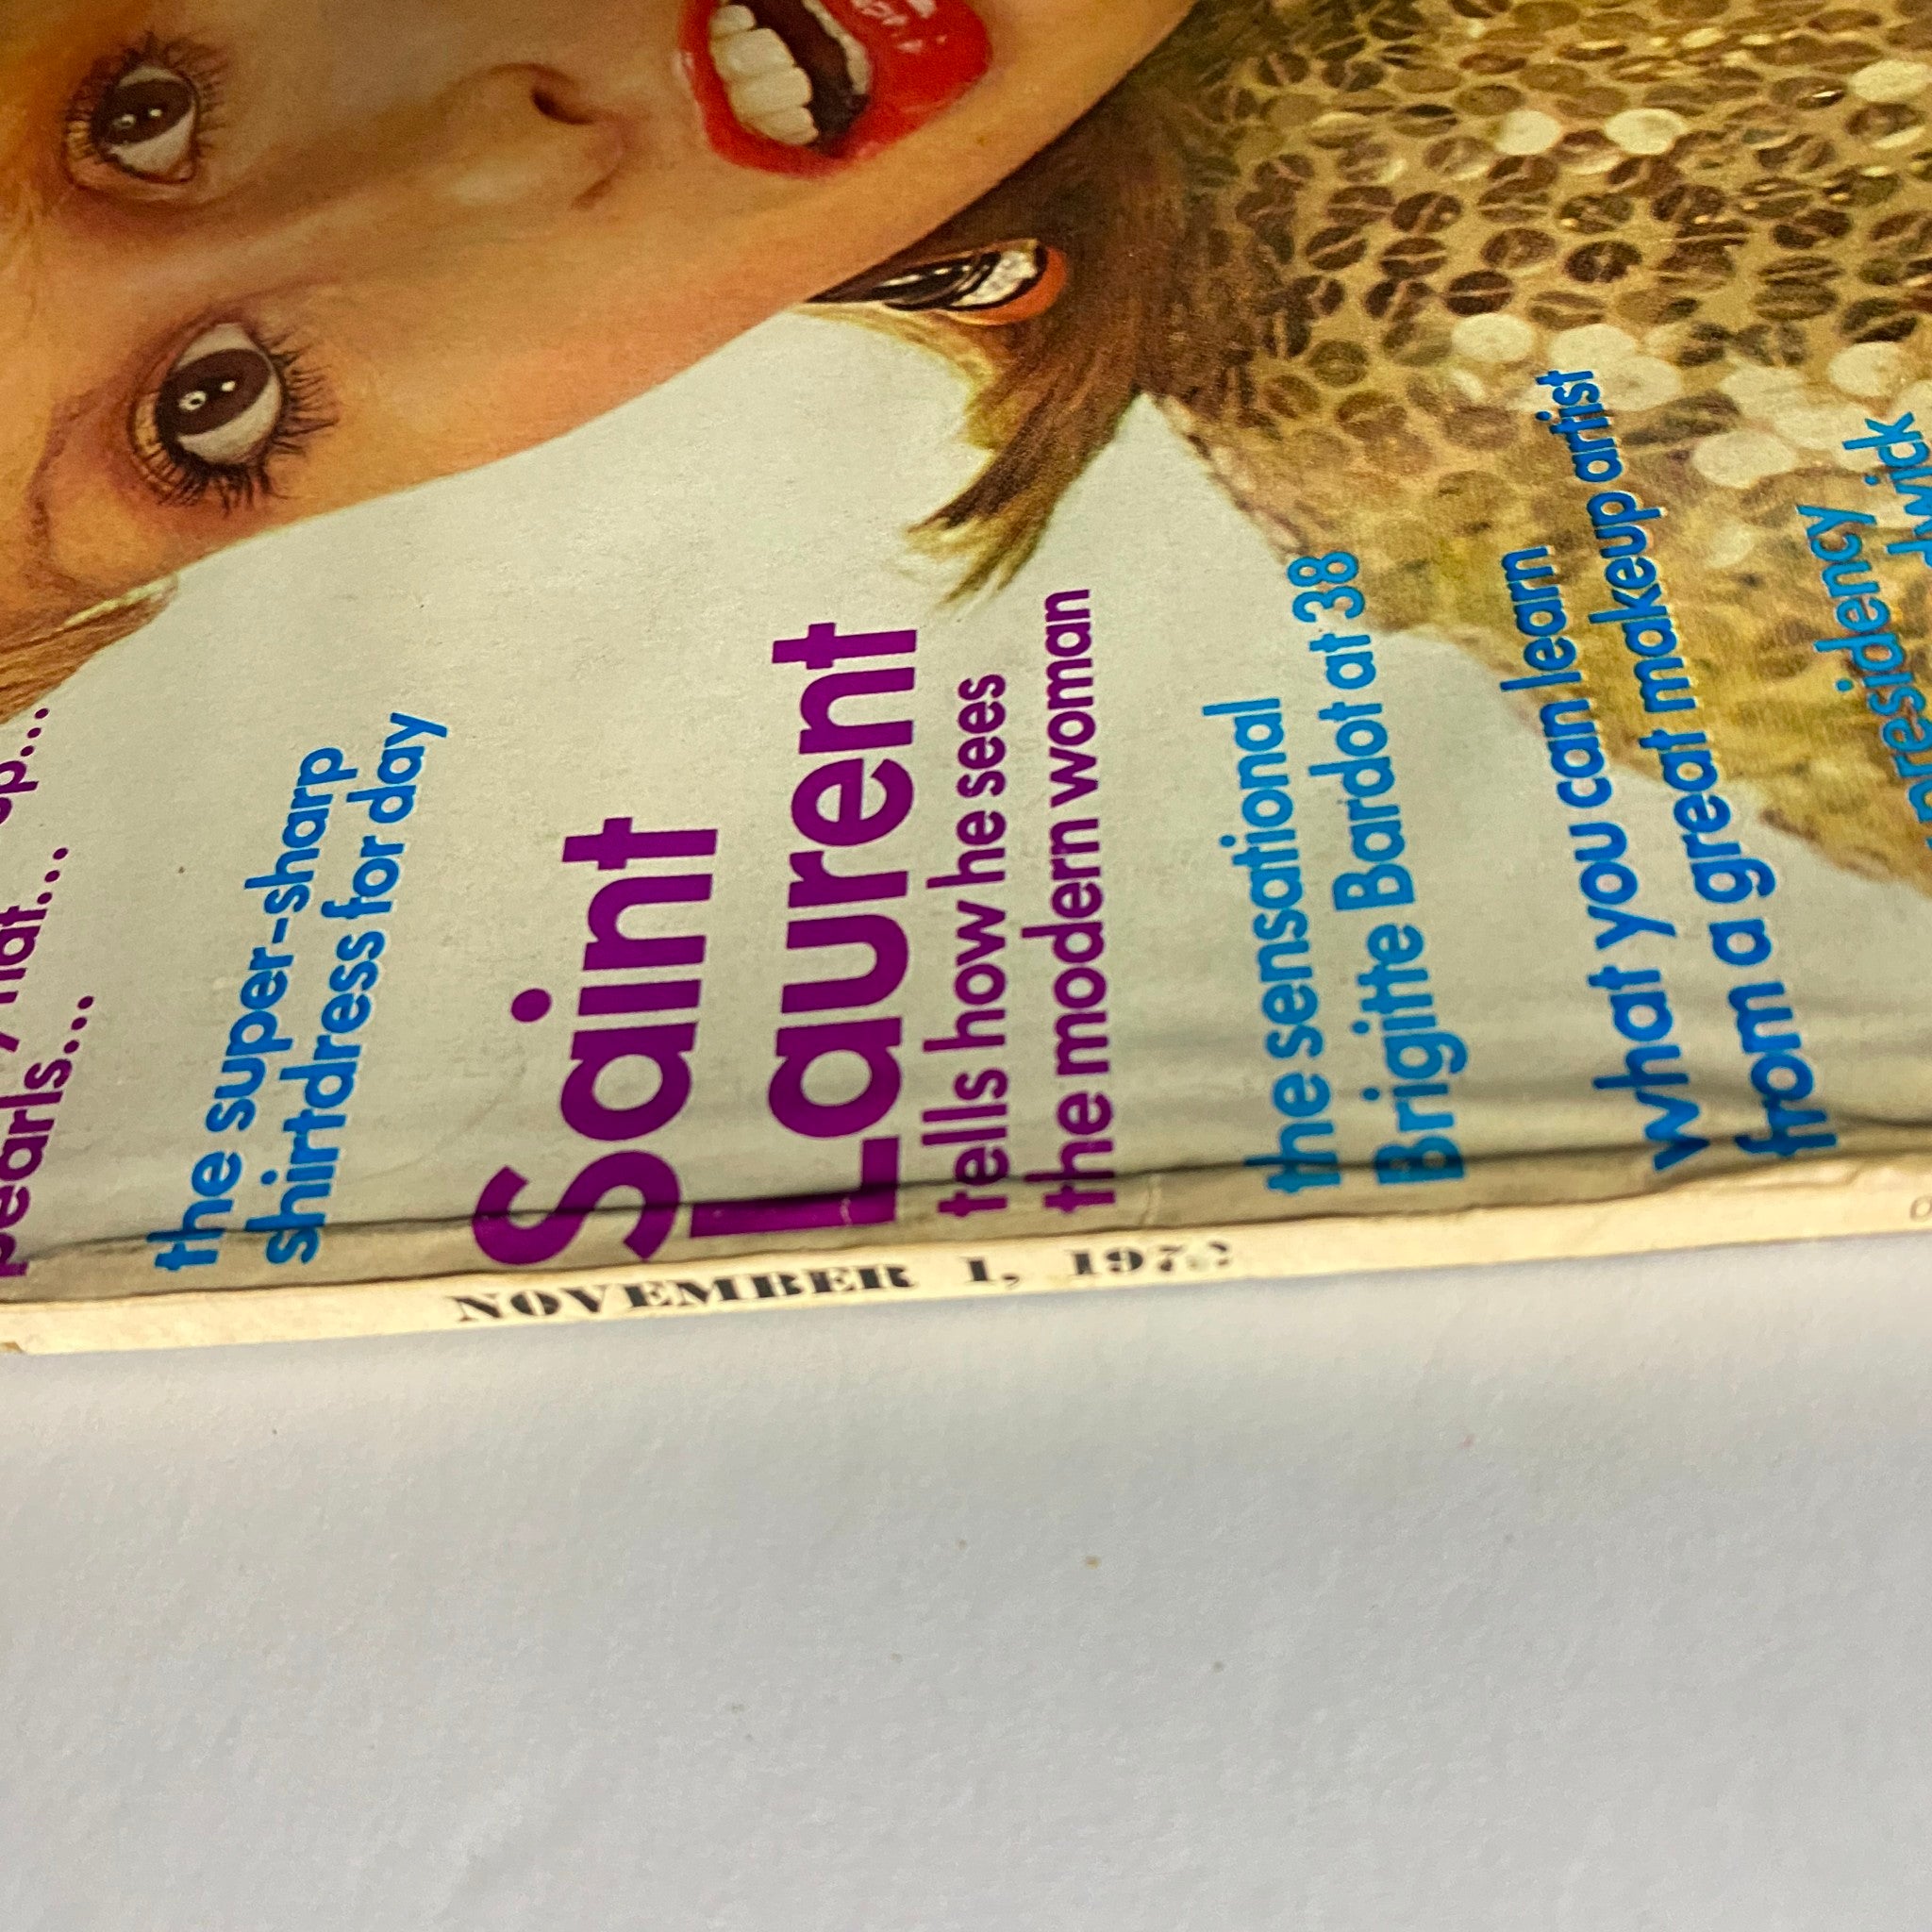 pearls...
the super-sharp
shirtdress for day
Saint
Laurent
tells how he sees
the modern woman
the sensational
Brigitte Bardot at 38
what you can learn
from a great makeup artist
presidency
NOVEMBER 1, 197